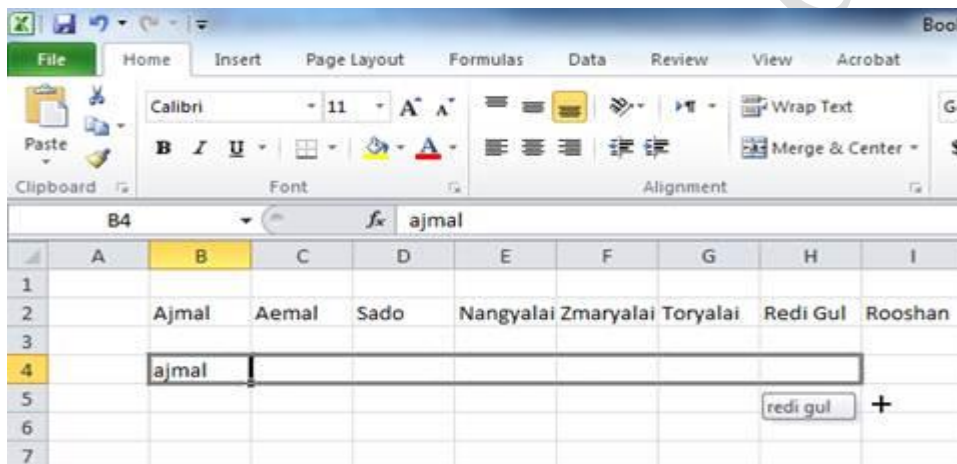 Boo
File Home Insert Page Layout Formulas Data Review View Acrobat
Calibri 11 A A Wrap Text G
Paste B I U A Merge & Center $
Clipboard Font Alignment
B4 fx ajmal
A B C D E F G H I
1
2 Ajmal Aemal Sado Nangyalai Zmaryalai Toryalai Redi Gul Rooshan
3
4 ajmal
5 redi gul
6
7